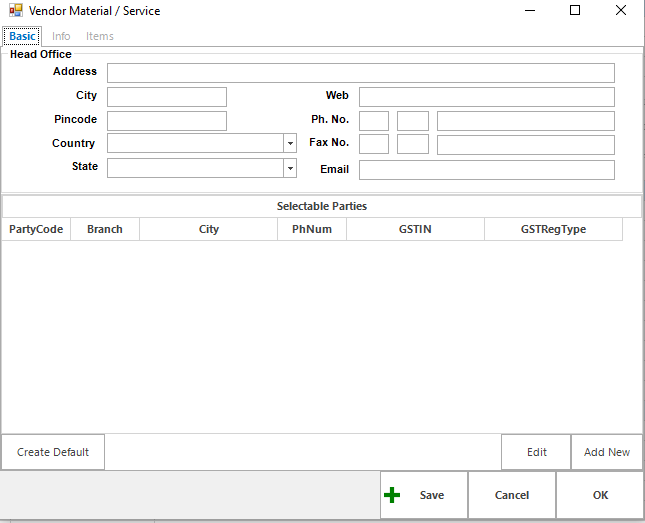 Vendor Material / Service
Basic Info Items
Head Office
Address
City Web
Pincode Ph. No.
Country Fax No.
State Email
Selectable Parties
PartyCode Branch City PhNum GSTIN GSTRegType
Create Default Edit Add New
Save Cancel OK